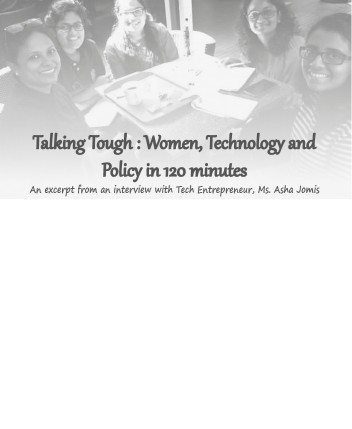 Talking Tough : Women, Technology and
Policy in 120 minutes
An excerpt from an interview with Tech Entrepreneur, Ms. Asha Jomis